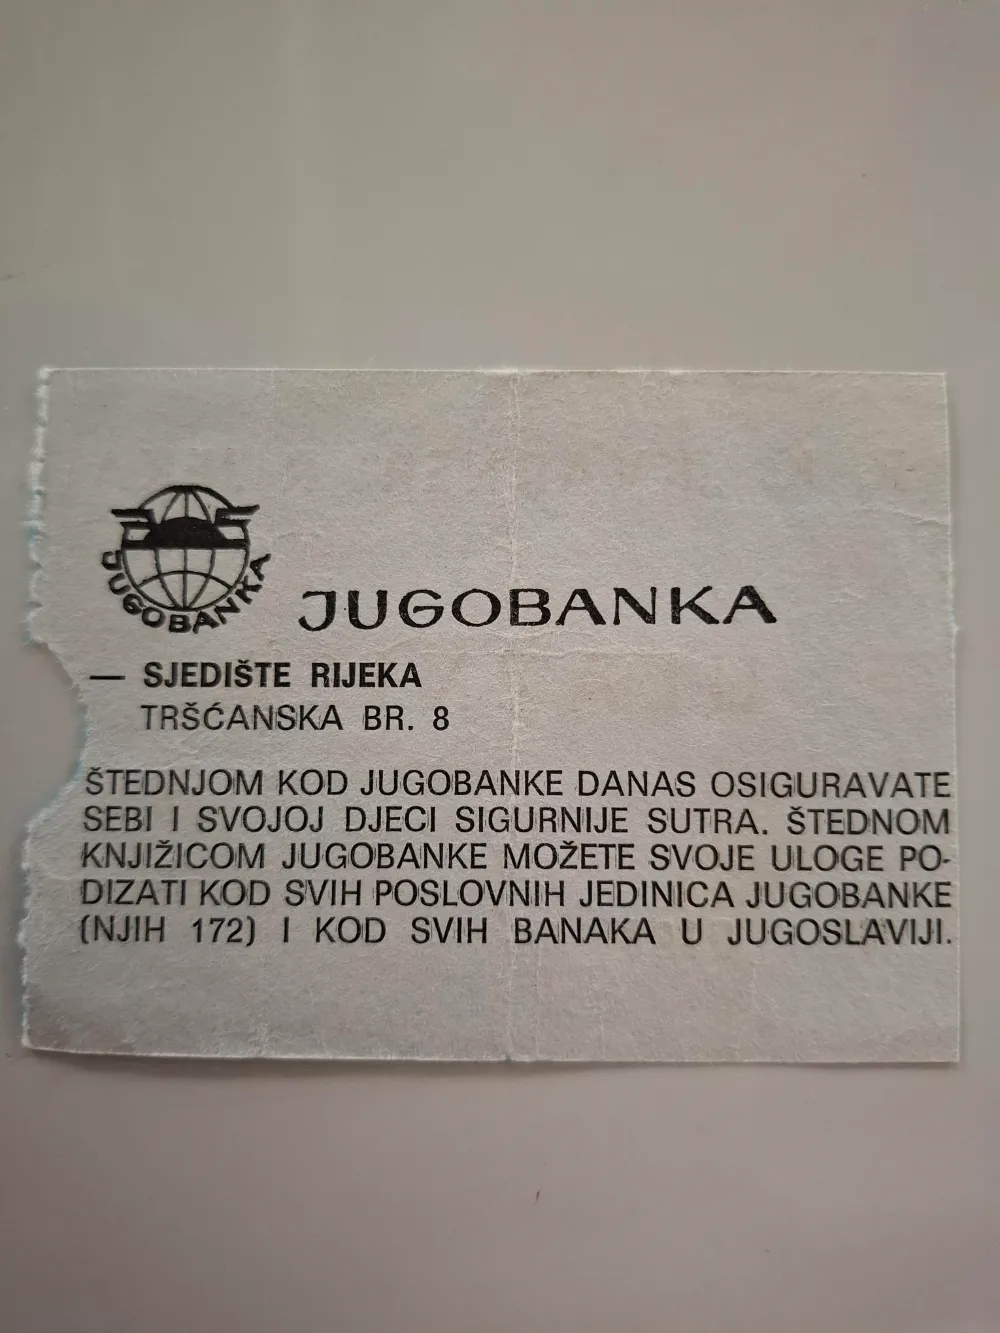 JUGOBANKA
JUGOBANKA
— SJEDIŠTE RIJEKA
TRŠĆANSKA BR. 8
ŠTEDNJOM KOD JUGOBANKE DANAS OSIGURAVATE
SEBI I SVOJOJ DJECI SIGURNIJE SUTRA. ŠTEDNOM
KNJIŽICOM JUGOBANKE MOŽETE SVOJE ULOGE PO-
DIZATI KOD SVIH POSLOVNIH JEDINICA JUGOBANKE
(NJIH 172) I KOD SVIH BANAKA U JUGOSLAVIJI.